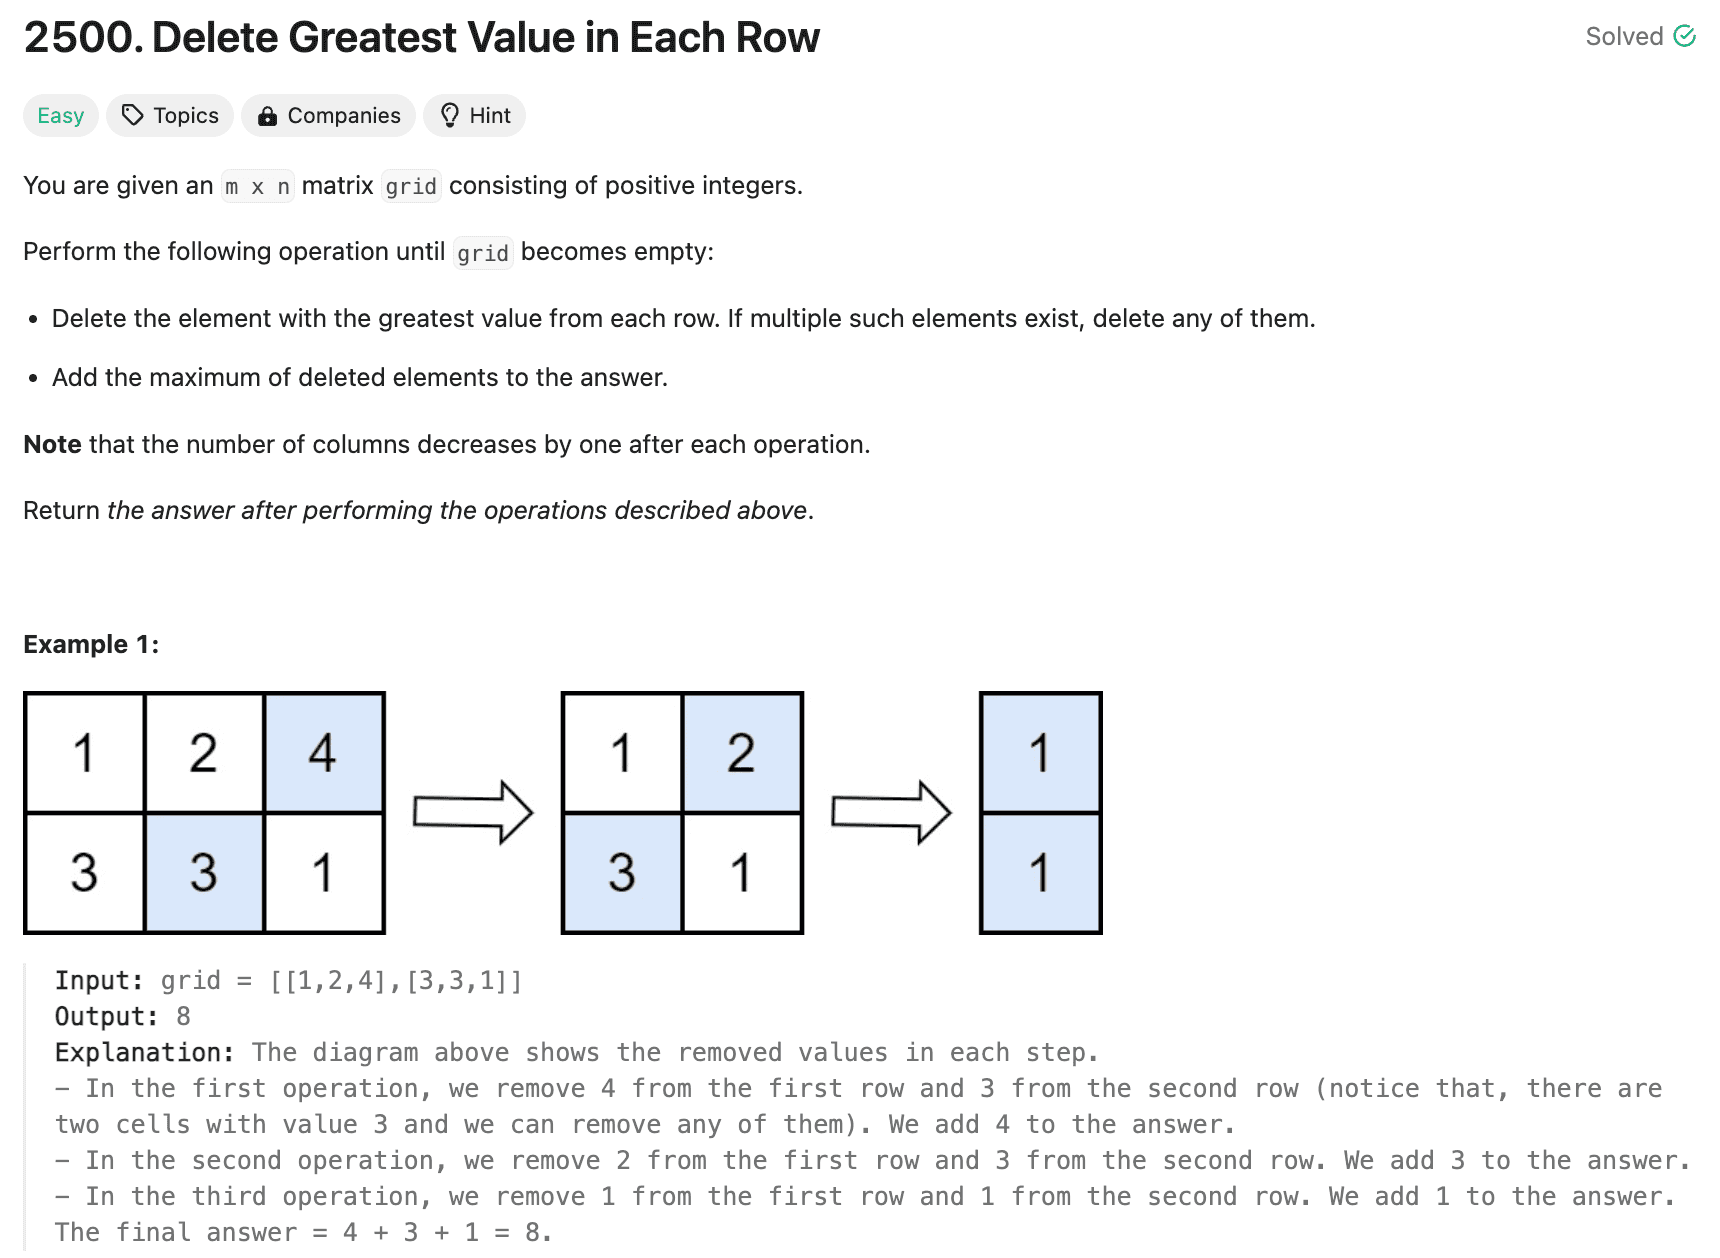 2500. Delete Greatest Value in Each Row
Solved
Easy Topics Companies Hint
You are given an m x n matrix grid consisting of positive integers.
Perform the following operation until grid becomes empty:
• Delete the element with the greatest value from each row. If multiple such elements exist, delete any of them.
• Add the maximum of deleted elements to the answer.
Note that the number of columns decreases by one after each operation.
Return the answer after performing the operations described above.
Example 1:
1 2 4 1 2 1
3 3 1 3 1 1
Input: grid = [[1,2,4],[3,3,1]]
Output: 8
Explanation: The diagram above shows the removed values in each step.
– In the first operation, we remove 4 from the first row and 3 from the second row (notice that, there are
two cells with value 3 and we can remove any of them). We add 4 to the answer.
– In the second operation, we remove 2 from the first row and 3 from the second row. We add 3 to the answer.
– In the third operation, we remove 1 from the first row and 1 from the second row. We add 1 to the answer.
The final answer = 4 + 3 + 1 = 8.